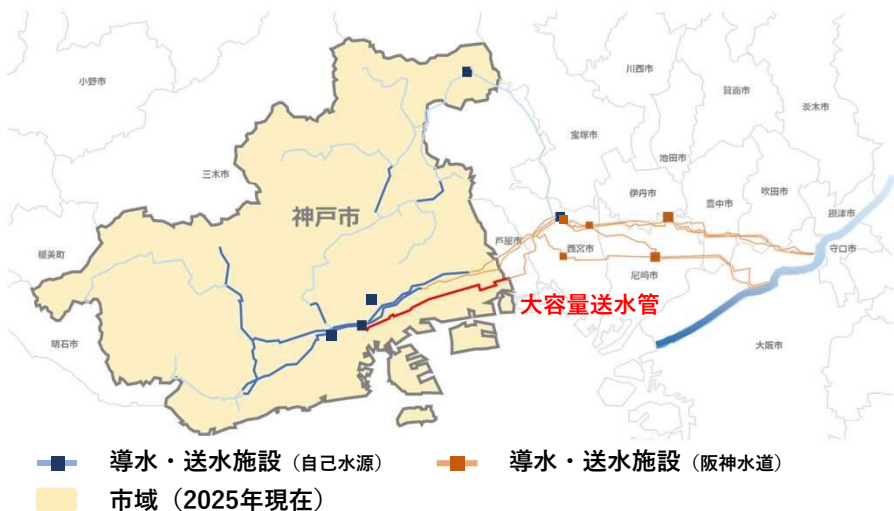 小野市
川西市
箕面市
茨木市
宝塚市
三木市
池田市
伊丹市
豊中市
吹田市
摂津市
神戸市
芦屋市
西宮市
守口市
稲美町
尼崎市
大容量送水管
明石市
大阪市
導水・送水施設（自己水源）
導水・送水施設（阪神水道）
市域（2025年現在）